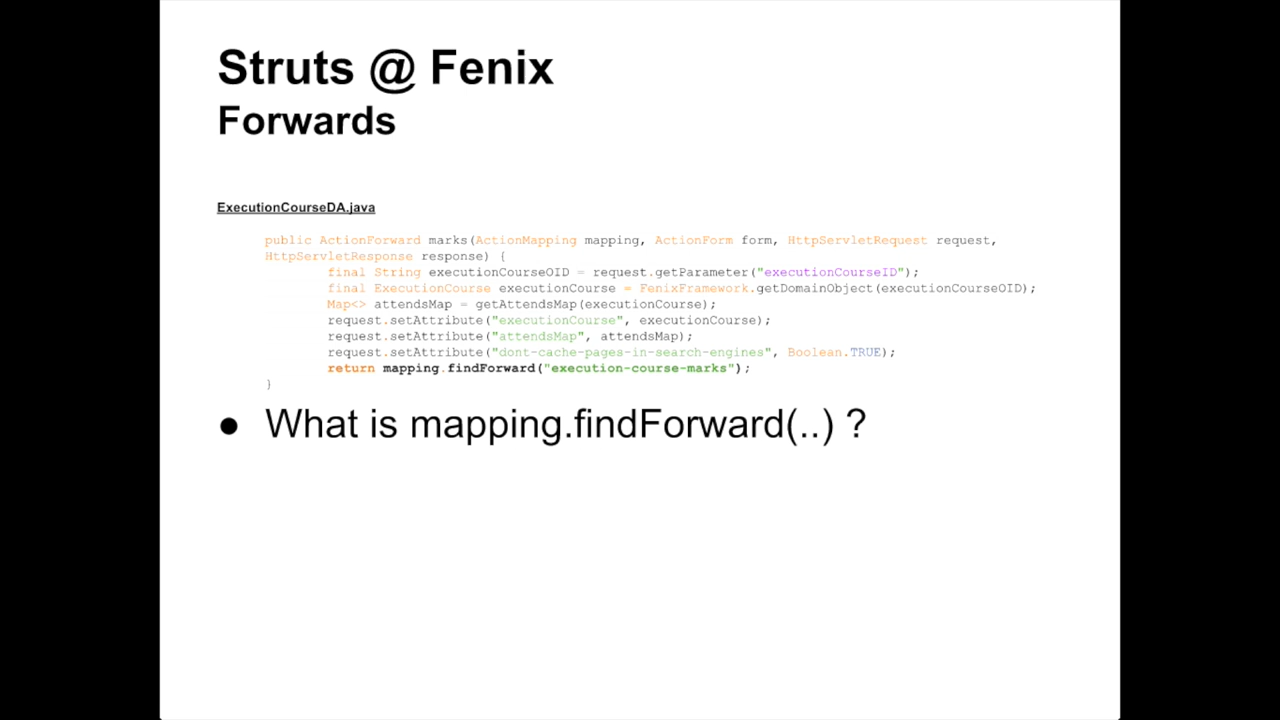 Struts @ Fenix
Forwards
ExecutionCourseDA.java
public ActionForward marks(ActionMapping mapping, ActionForm form, HttpServletRequest request,
HttpServletResponse response) {
final String executionCourseOID = request.getParameter("executionCourseID");
final ExecutionCourse executionCourse = FenixFramework.getDomainObject(executionCourseOID);
Map<> attendsMap = getAttendsMap(executionCourse);
request.setAttribute("executionCourse", executionCourse);
request.setAttribute("attendsMap", attendsMap);
request.setAttribute("dont-cache-pages-in-search-engines", Boolean.TRUE);
return mapping.findForward("execution-course-marks");
}
● What is mapping.findForward(..) ?